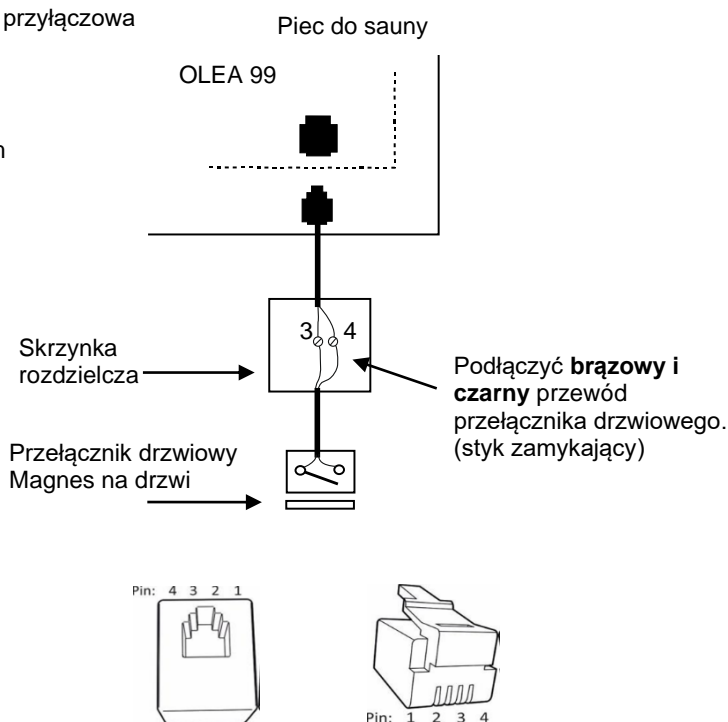 przyłączowa
Piec do sauny
OLEA 99
3 4
Skrzynka
rozdzielcza
Podłączyć brązowy i
czarny przewód
przełącznika drzwiowego.
(styk zamykający)
Przełącznik drzwiowy
Magnes na drzwi
Pin: 4 3 2 1
Pin: 1 2 3 4